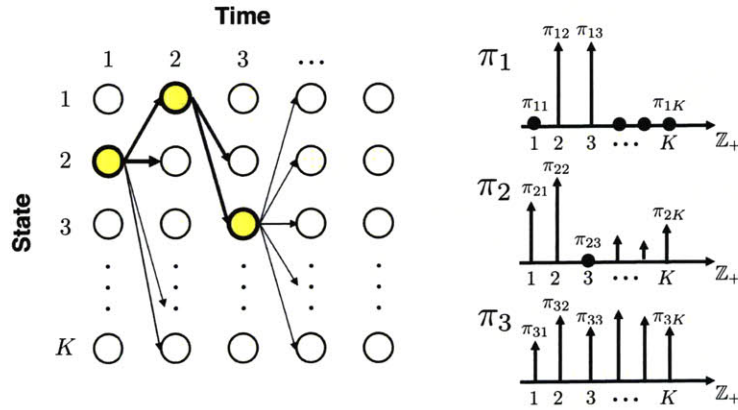 Time
1 2 3 ...
State
1
2
3
K
π₁
π₁₁ π₁₂ π₁₃ π₁K
1 2 3 ... K ℤ₊
π₂
π₂₁ π₂₂ π₂₃ π₂K
1 2 3 ... K ℤ₊
π₃
π₃₁ π₃₂ π₃₃ π₃K
1 2 3 ... K ℤ₊